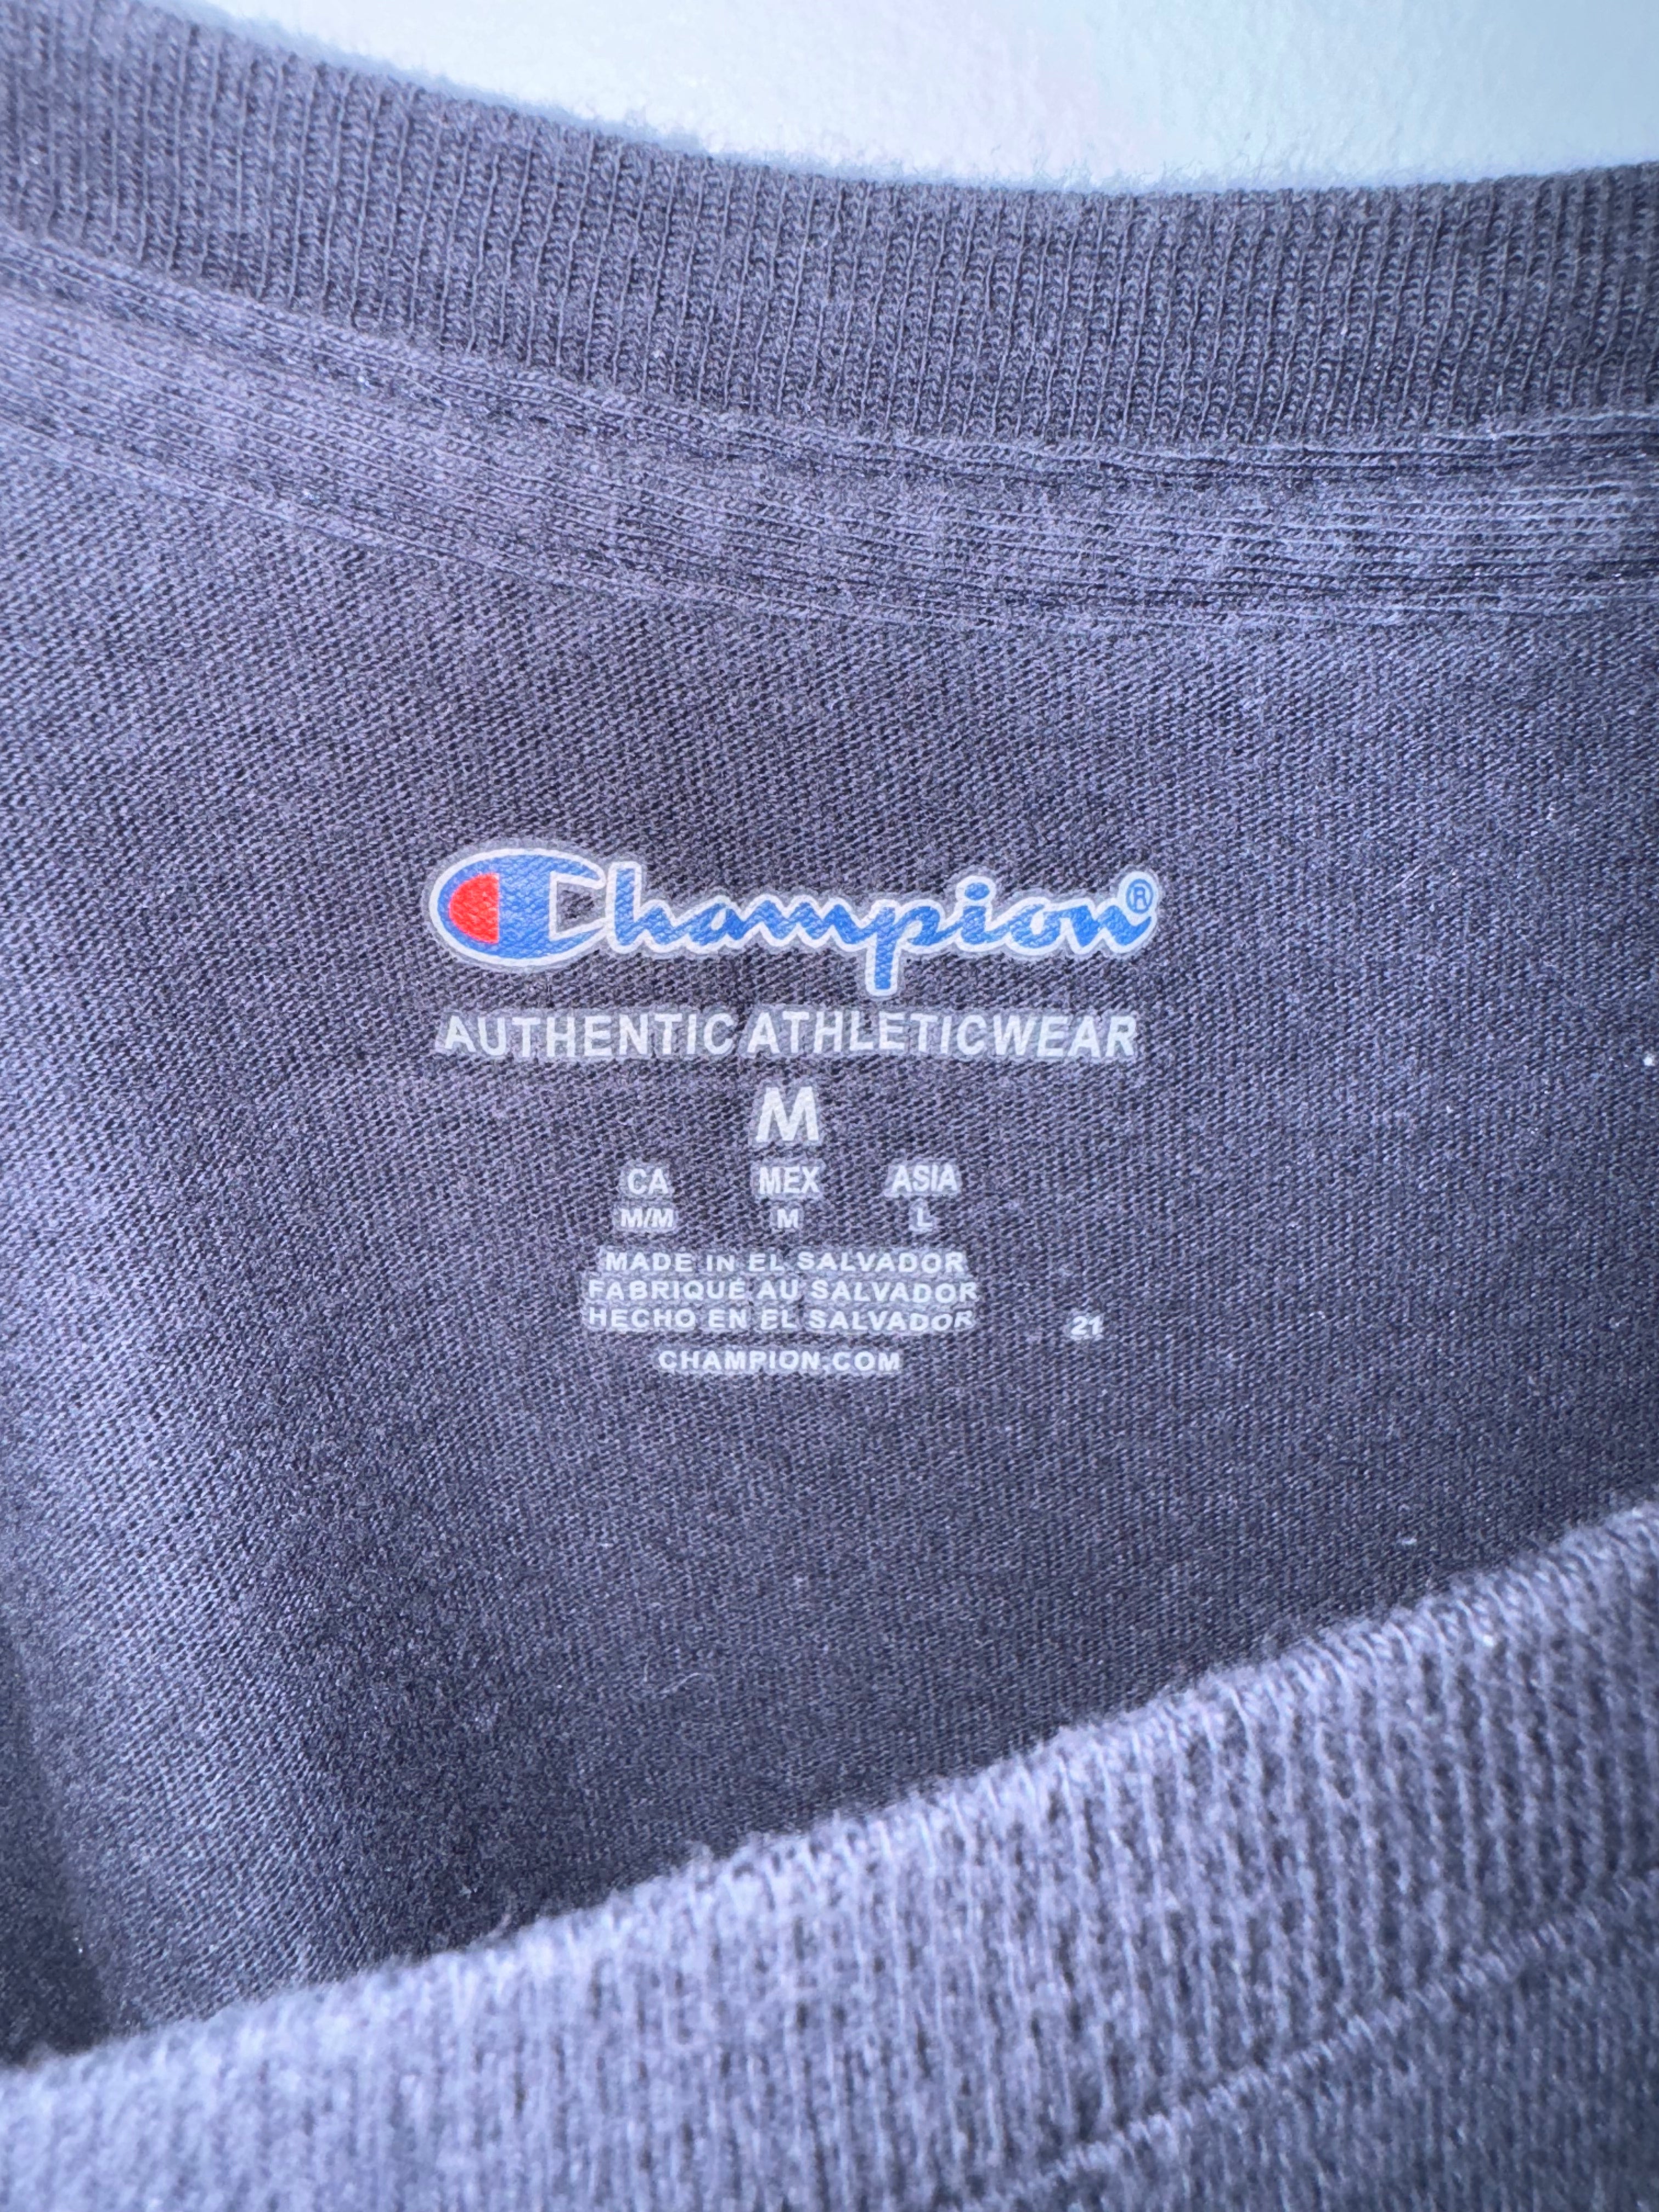 Champion®
AUTHENTIC ATHLETICWEAR
M
CA MEX ASIA
M/M M L
MADE IN EL SALVADOR
FABRIQUÉ AU SALVADOR
HECHO EN EL SALVADOR
21
CHAMPION.COM